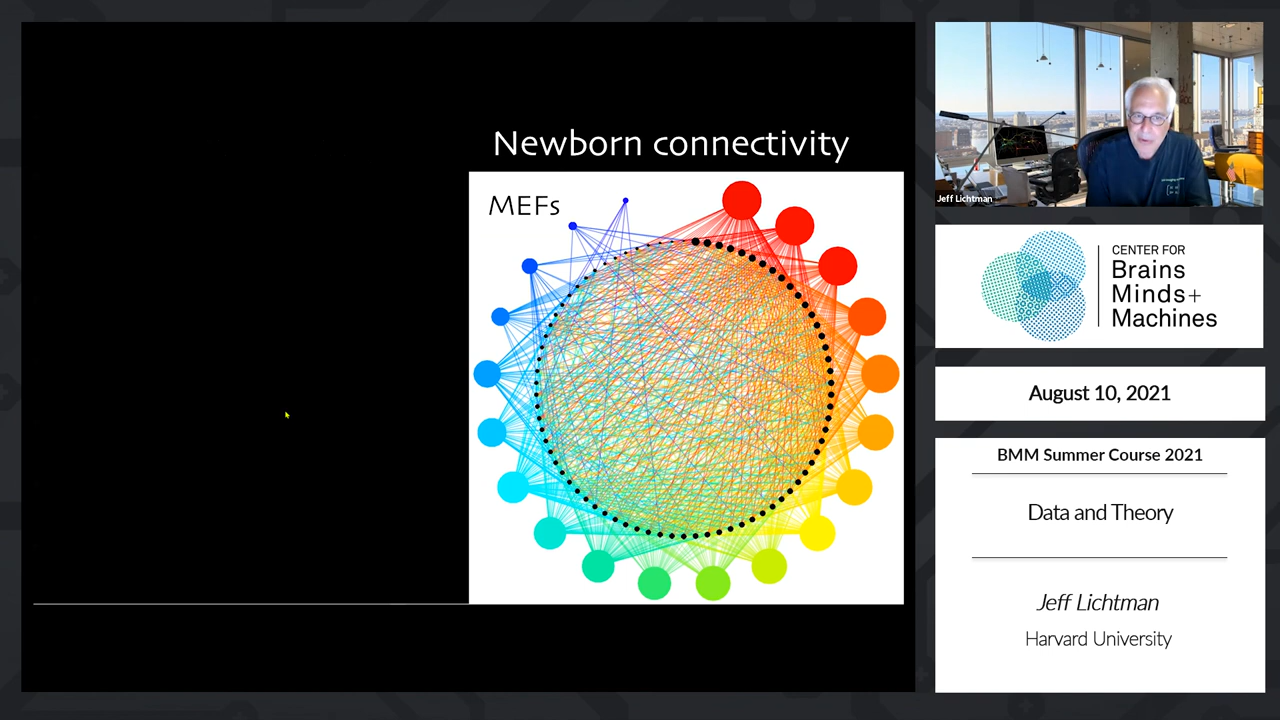 Newborn connectivity
MEFs
Jeff Lichtman
CENTER FOR
Brains
Minds+
Machines
August 10, 2021
BMM Summer Course 2021
Data and Theory
Jeff Lichtman
Harvard University